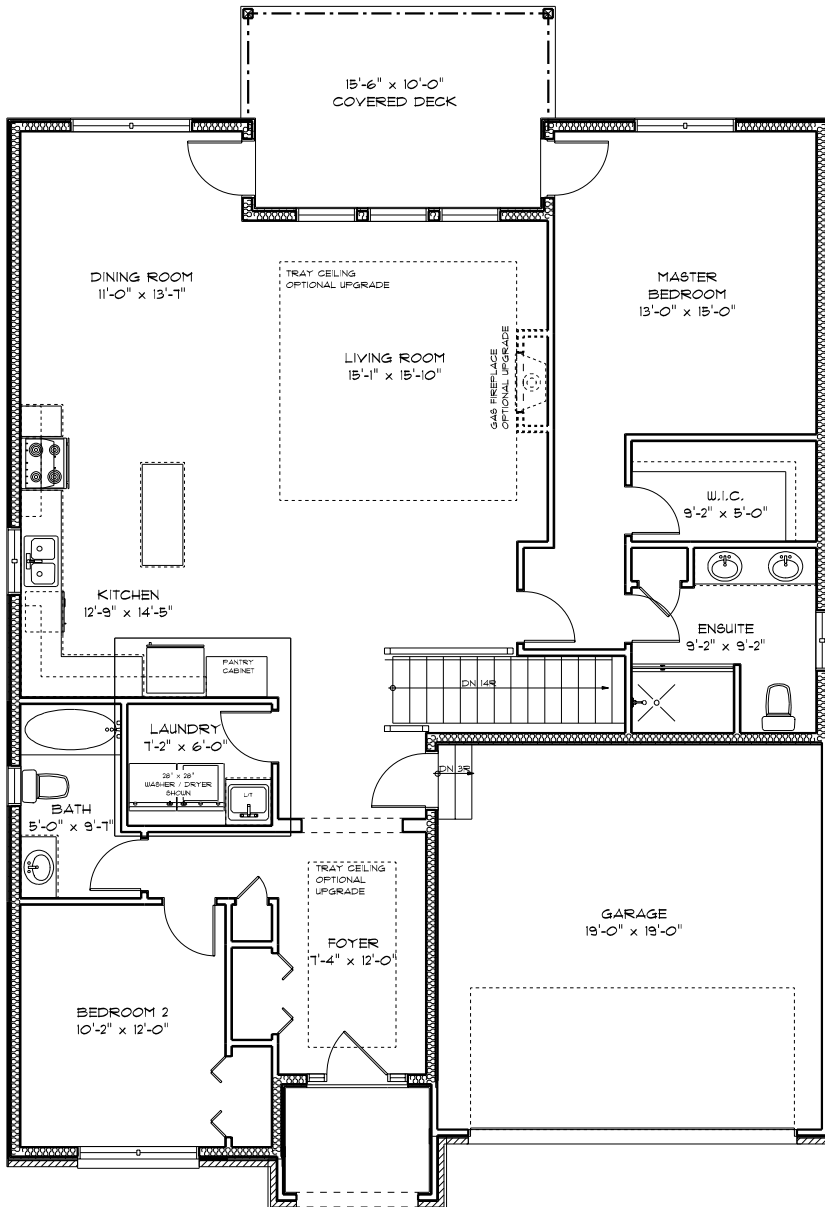 15'-6" x 10'-0"
COVERED DECK
DINING ROOM
11'-0" x 13'-7"
TRAY CEILING
OPTIONAL UPGRADE
LIVING ROOM
15'-1" x 15'-10"
GAS FIREPLACE
OPTIONAL UPGRADE
MASTER
BEDROOM
13'-0" x 15'-0"
W.I.C.
9'-2" x 5'-0"
KITCHEN
12'-9" x 14'-5"
ENSUITE
9'-2" x 9'-2"
PANTRY
CABINET
DN 14R
LAUNDRY
7'-2" x 6'-0"
28" x 28"
WASHER / DRYER
SHOWN
L.T.
DN 3R
BATH
5'-0" x 9'-7"
TRAY CEILING
OPTIONAL
UPGRADE
FOYER
7'-4" x 12'-0"
GARAGE
19'-0" x 19'-0"
BEDROOM 2
10'-2" x 12'-0"